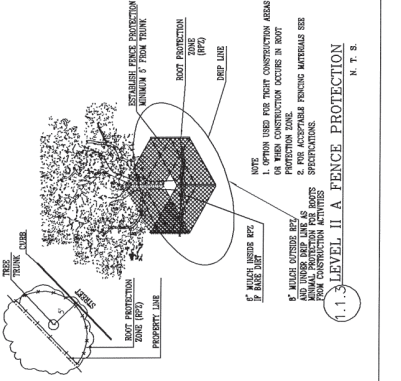 TREE
TRUNK
CURB
5'
STREET
ROOT PROTECTION
ZONE (RPZ)
PROPERTY LINE
ESTABLISH FENCE PROTECTION
MINIMUM 5' FROM TRUNK
ROOT PROTECTION
ZONE
(RPZ)
DRIP LINE
6" MULCH INSIDE RPZ
IF BARE DIRT
8" MULCH OUTSIDE RPZ
AND UNDER DRIP LINE AS
MINIMAL PROTECTION FOR ROOTS
FROM CONSTRUCTION ACTIVITIES
NOTE
1. OPTION USED FOR TIGHT CONSTRUCTION AREAS
OR WHEN CONSTRUCTION OCCURS IN ROOT
PROTECTION ZONE.
2. FOR ACCEPTABLE FENCING MATERIALS SEE
SPECIFICATIONS.
1.1.3 LEVEL II A FENCE PROTECTION
N. T. S.